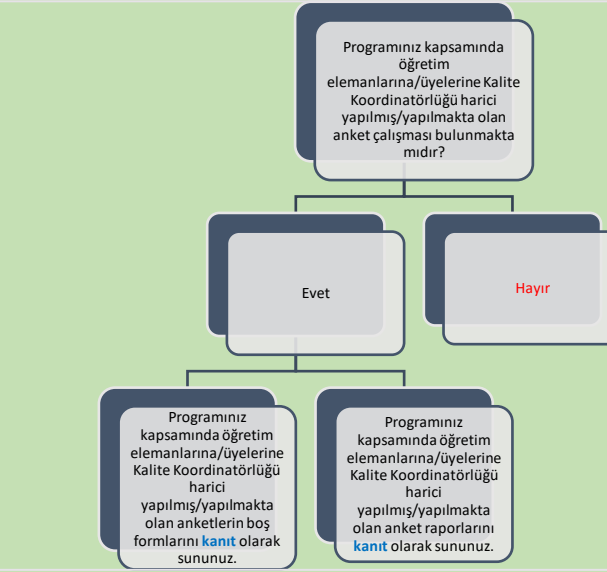 Programınız kapsamında
öğretim
elemanlarına/üyelerine Kalite
Koordinatörlüğü harici
yapılmış/yapılmakta olan
anket çalışması bulunmakta
mıdır?
Evet
Hayır
Programınız
kapsamında öğretim
elemanlarına/üyelerine
Kalite Koordinatörlüğü
harici
yapılmış/yapılmakta
olan anketlerin boş
formlarını kanıt olarak
sununuz.
Programınız
kapsamında öğretim
elemanlarına/üyelerine
Kalite Koordinatörlüğü
harici
yapılmış/yapılmakta
olan anket raporlarını
kanıt olarak sununuz.